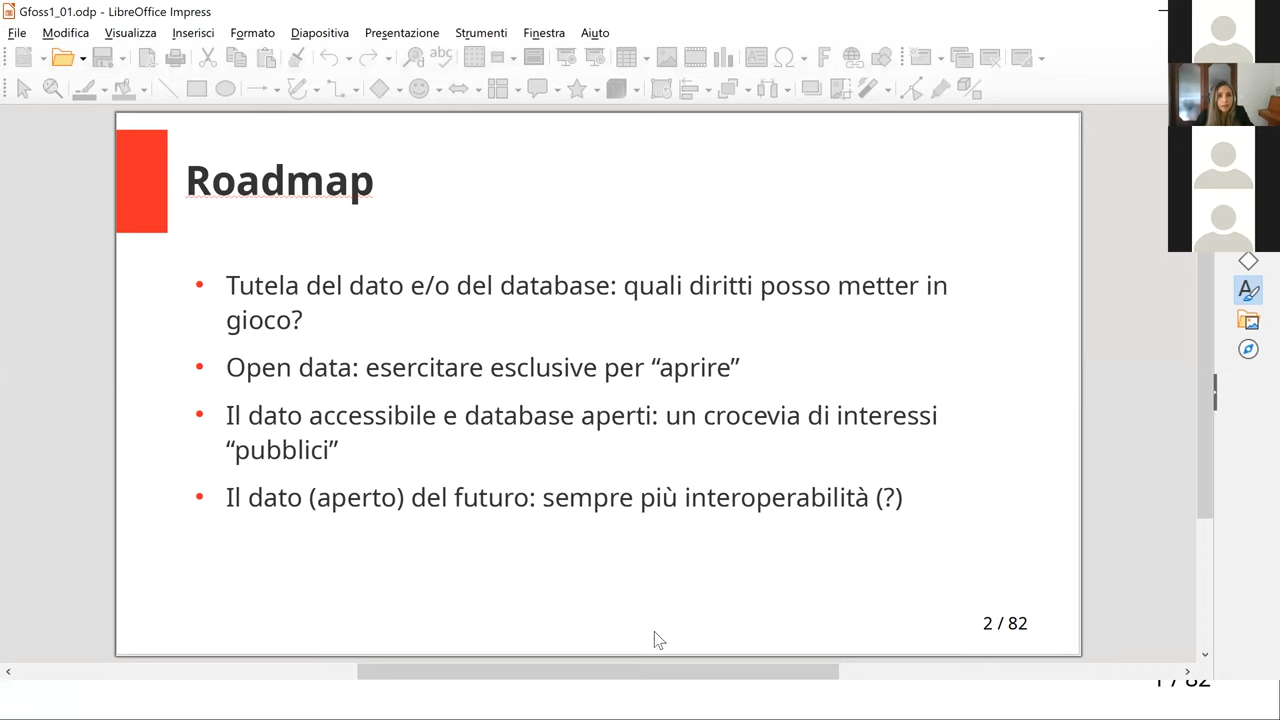 Gfoss1_01.odp - LibreOffice Impress
File Modifica Visualizza Inserisci Formato Diapositiva Presentazione Strumenti Finestra Aiuto
Roadmap
• Tutela del dato e/o del database: quali diritti posso metter in
gioco?
• Open data: esercitare esclusive per “aprire”
• Il dato accessibile e database aperti: un crocevia di interessi
“pubblici”
• Il dato (aperto) del futuro: sempre più interoperabilità (?)
2 / 82
1 / 82